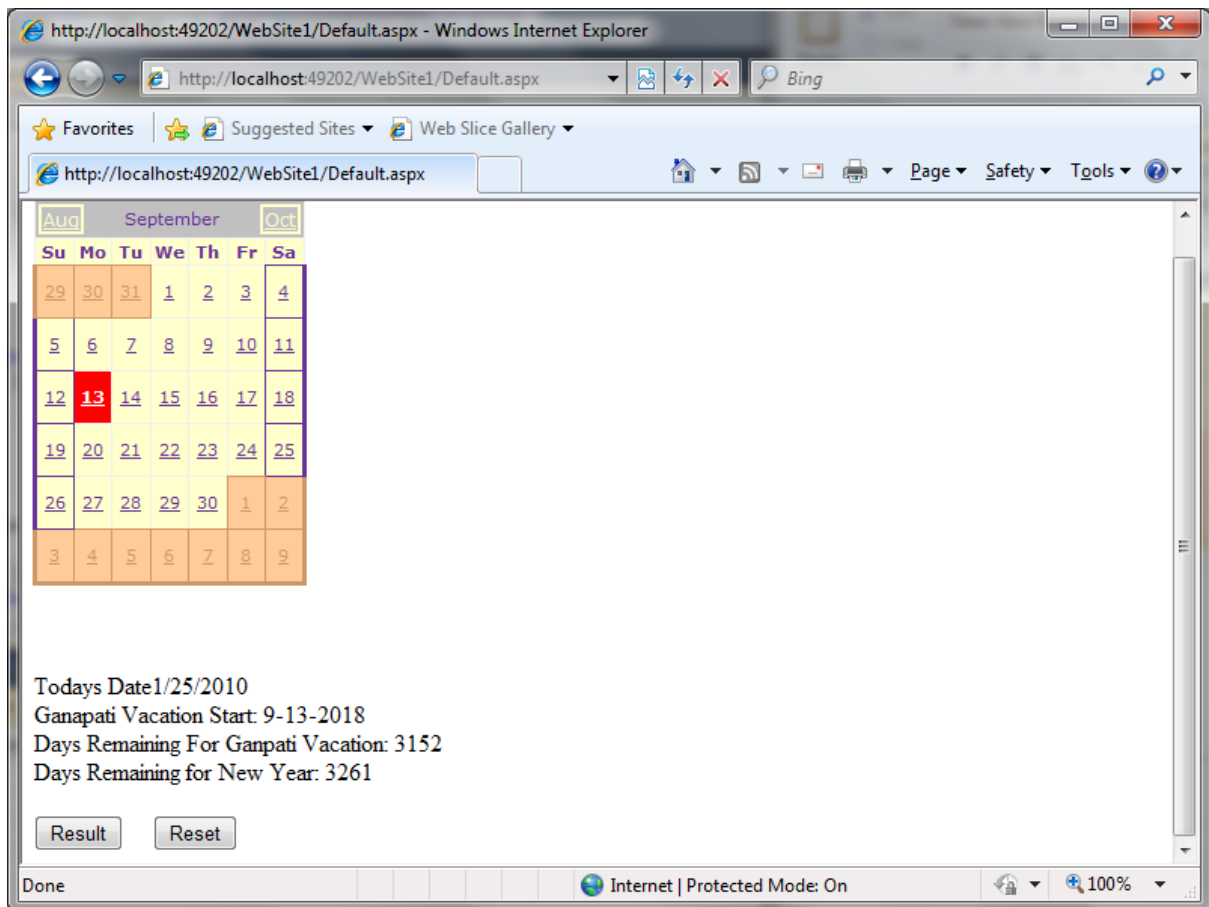 http://localhost:49202/WebSite1/Default.aspx - Windows Internet Explorer
http://localhost:49202/WebSite1/Default.aspx
Bing
Favorites Suggested Sites Web Slice Gallery
http://localhost:49202/WebSite1/Default.aspx
Page Safety Tools
Aug September Oct
Su Mo Tu We Th Fr Sa
29 30 31 1 2 3 4
5 6 7 8 9 10 11
12 13 14 15 16 17 18
19 20 21 22 23 24 25
26 27 28 29 30 1 2
3 4 5 6 7 8 9
Todays Date1/25/2010
Ganapati Vacation Start: 9-13-2018
Days Remaining For Ganpati Vacation: 3152
Days Remaining for New Year: 3261
Result Reset
Done Internet | Protected Mode: On 100%